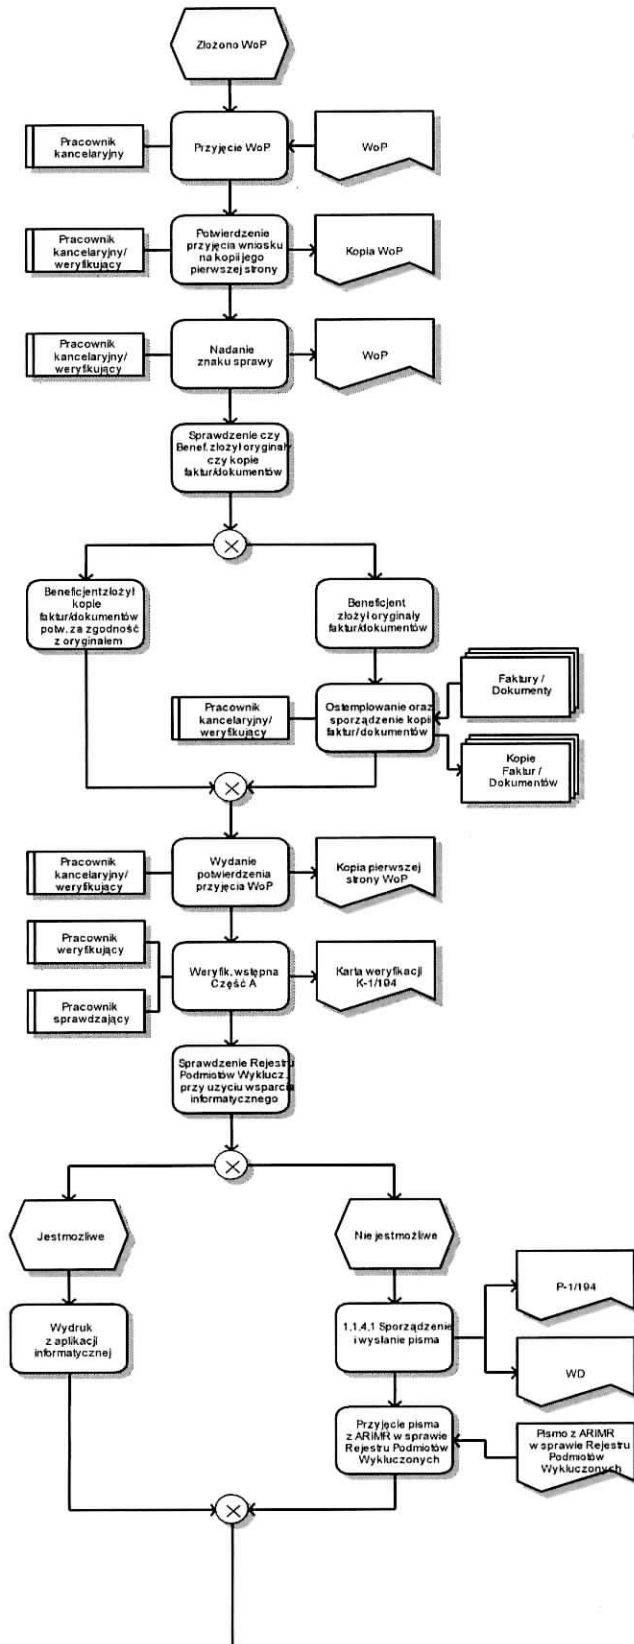 Złożono WoP
Pracownik
kancelaryjny
Przyjęcie WoP
WoP
Pracownik
kancelaryjny/
weryfikujący
Potwierdzenie
przyjęcia wniosku
na kopii jego
pierwszej strony
Kopia WoP
Pracownik
kancelaryjny/
weryfikujący
Nadanie
znaku sprawy
WoP
Sprawdzenie czy
Benef. złożył oryginały
czy kopie
faktur/dokumentów
Beneficjent złożył
kopie
faktur/dokumentów
potw. za zgodność
z oryginałem
Beneficjent
złożył oryginały
faktur/dokumentów
Pracownik
kancelaryjny/
weryfikujący
Ostemplowanie oraz
sporządzenie kopii
faktur/dokumentów
Faktury /
Dokumenty
Kopie
Faktur /
Dokumentów
Pracownik
kancelaryjny/
weryfikujący
Wydanie
potwierdzenia
przyjęcia WoP
Kopia pierwszej
strony WoP
Pracownik
weryfikujący
Pracownik
sprawdzający
Weryfik. wstępna
Część A
Karta weryfikacji
K-1/194
Sprawdzenie Rejestru
Podmiotów Wyklucz.
przy użyciu wsparcia
informatycznego
Jest możliwe
Nie jest możliwe
Wydruk
z aplikacji
informatycznej
1,1,4,1 Sporządzenie
i wysłanie pisma
P-1/194
WD
Przyjęcie pisma
z ARiMR w sprawie
Rejestru Podmiotów
Wykluczonych
Pismo z ARiMR
w sprawie Rejestru
Podmiotów
Wykluczonych